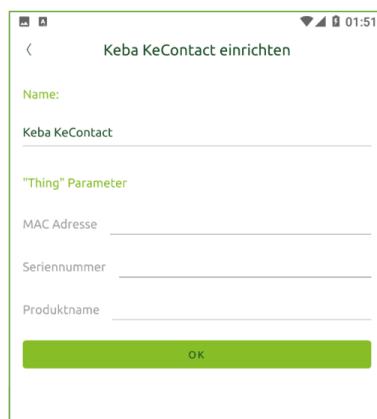 01:51
Keba KeContact einrichten
Name:
Keba KeContact
"Thing" Parameter
MAC Adresse
Seriennummer
Produktname
OK